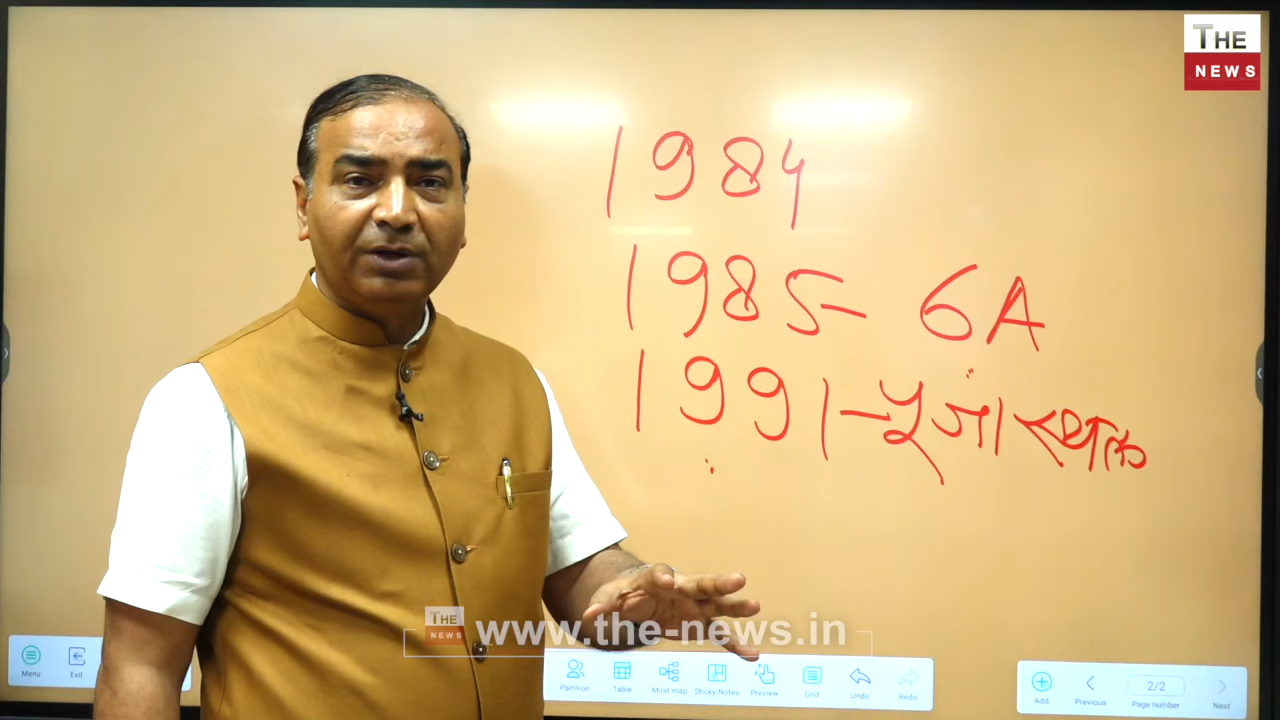 THE
NEWS
1984
1985- 6A
1991-पूजा स्थल
THE
NEWS
www.the-news.in
Menu
Exit
Partition
Table
Mind map
Sticky Notes
Preview
Grid
Undo
Redo
Add
Previous
2/2
Page number
Next